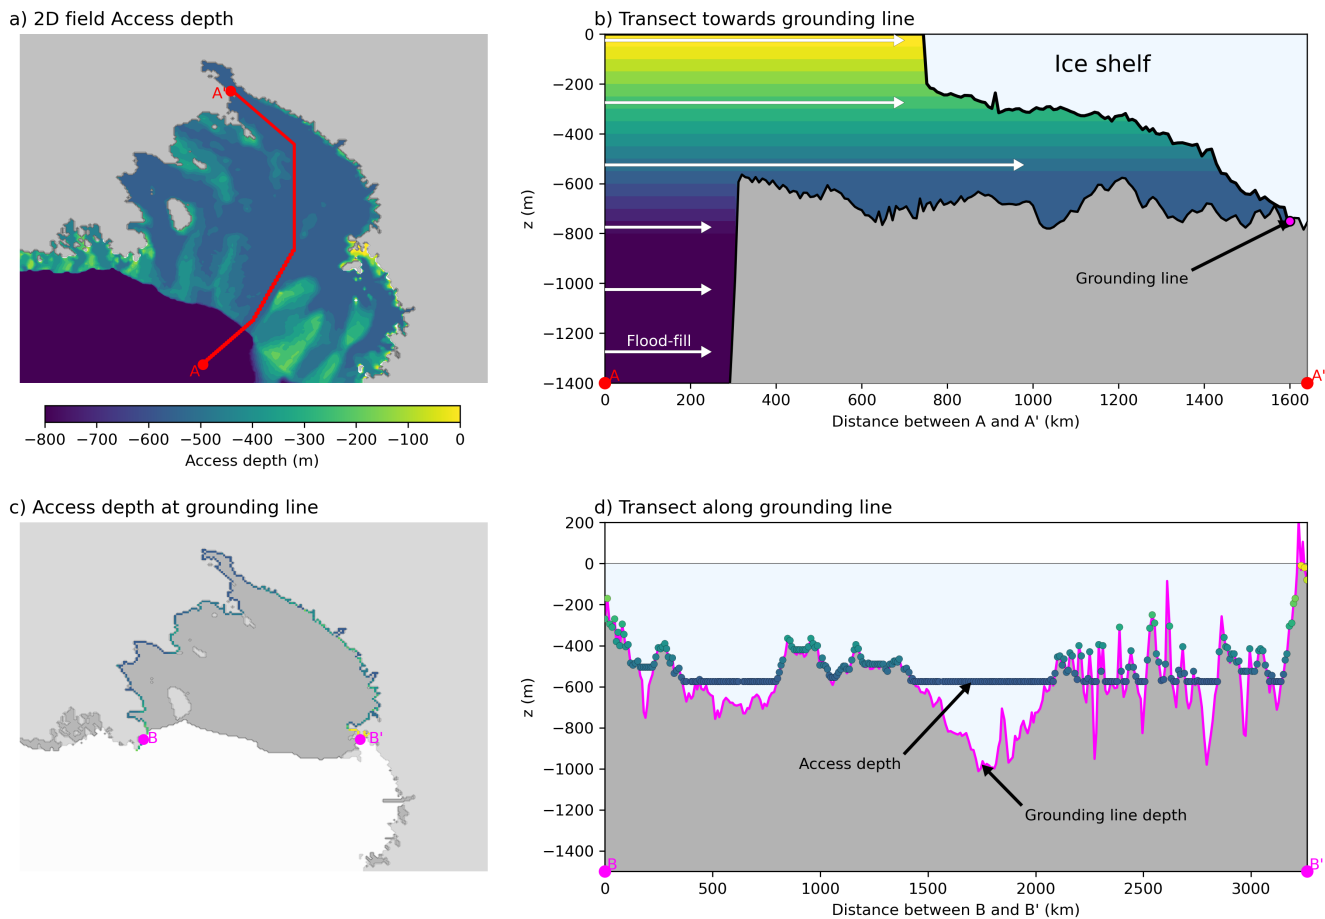 a) 2D field Access depth
A'
A
−800 −700 −600 −500 −400 −300 −200 −100 0
Access depth (m)
b) Transect towards grounding line
0
−200
−400
−600
−800
−1000
−1200
−1400
z (m)
Ice shelf
Grounding line
Flood-fill
A
A'
0 200 400 600 800 1000 1200 1400 1600
Distance between A and A' (km)
c) Access depth at grounding line
B
B'
d) Transect along grounding line
200
0
−200
−400
−600
−800
−1000
−1200
−1400
z (m)
Access depth
Grounding line depth
B
B'
0 500 1000 1500 2000 2500 3000
Distance between B and B' (km)